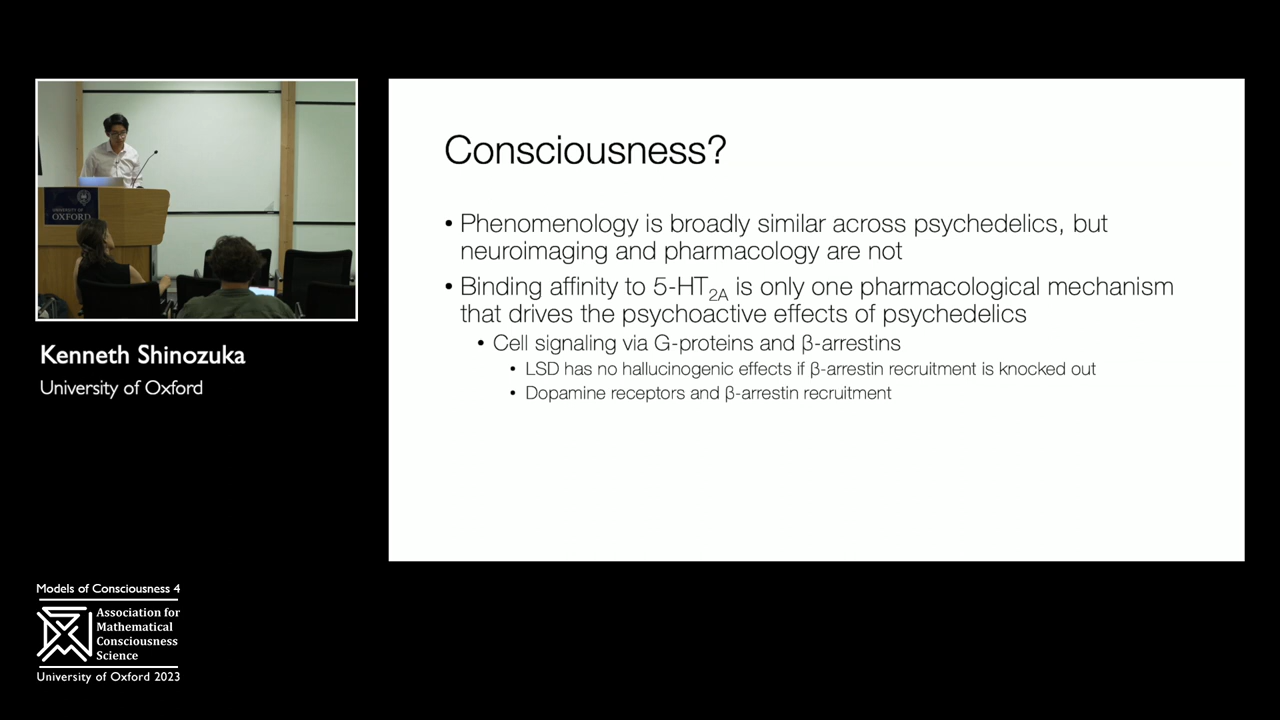 Consciousness?
• Phenomenology is broadly similar across psychedelics, but
neuroimaging and pharmacology are not
• Binding affinity to 5-HT2A is only one pharmacological mechanism
that drives the psychoactive effects of psychedelics
• Cell signaling via G-proteins and β-arrestins
• LSD has no hallucinogenic effects if β-arrestin recruitment is knocked out
• Dopamine receptors and β-arrestin recruitment
UNIVERSITY OF
OXFORD
Kenneth Shinozuka
University of Oxford
Models of Consciousness 4
Association for
Mathematical
Consciousness
Science
University of Oxford 2023